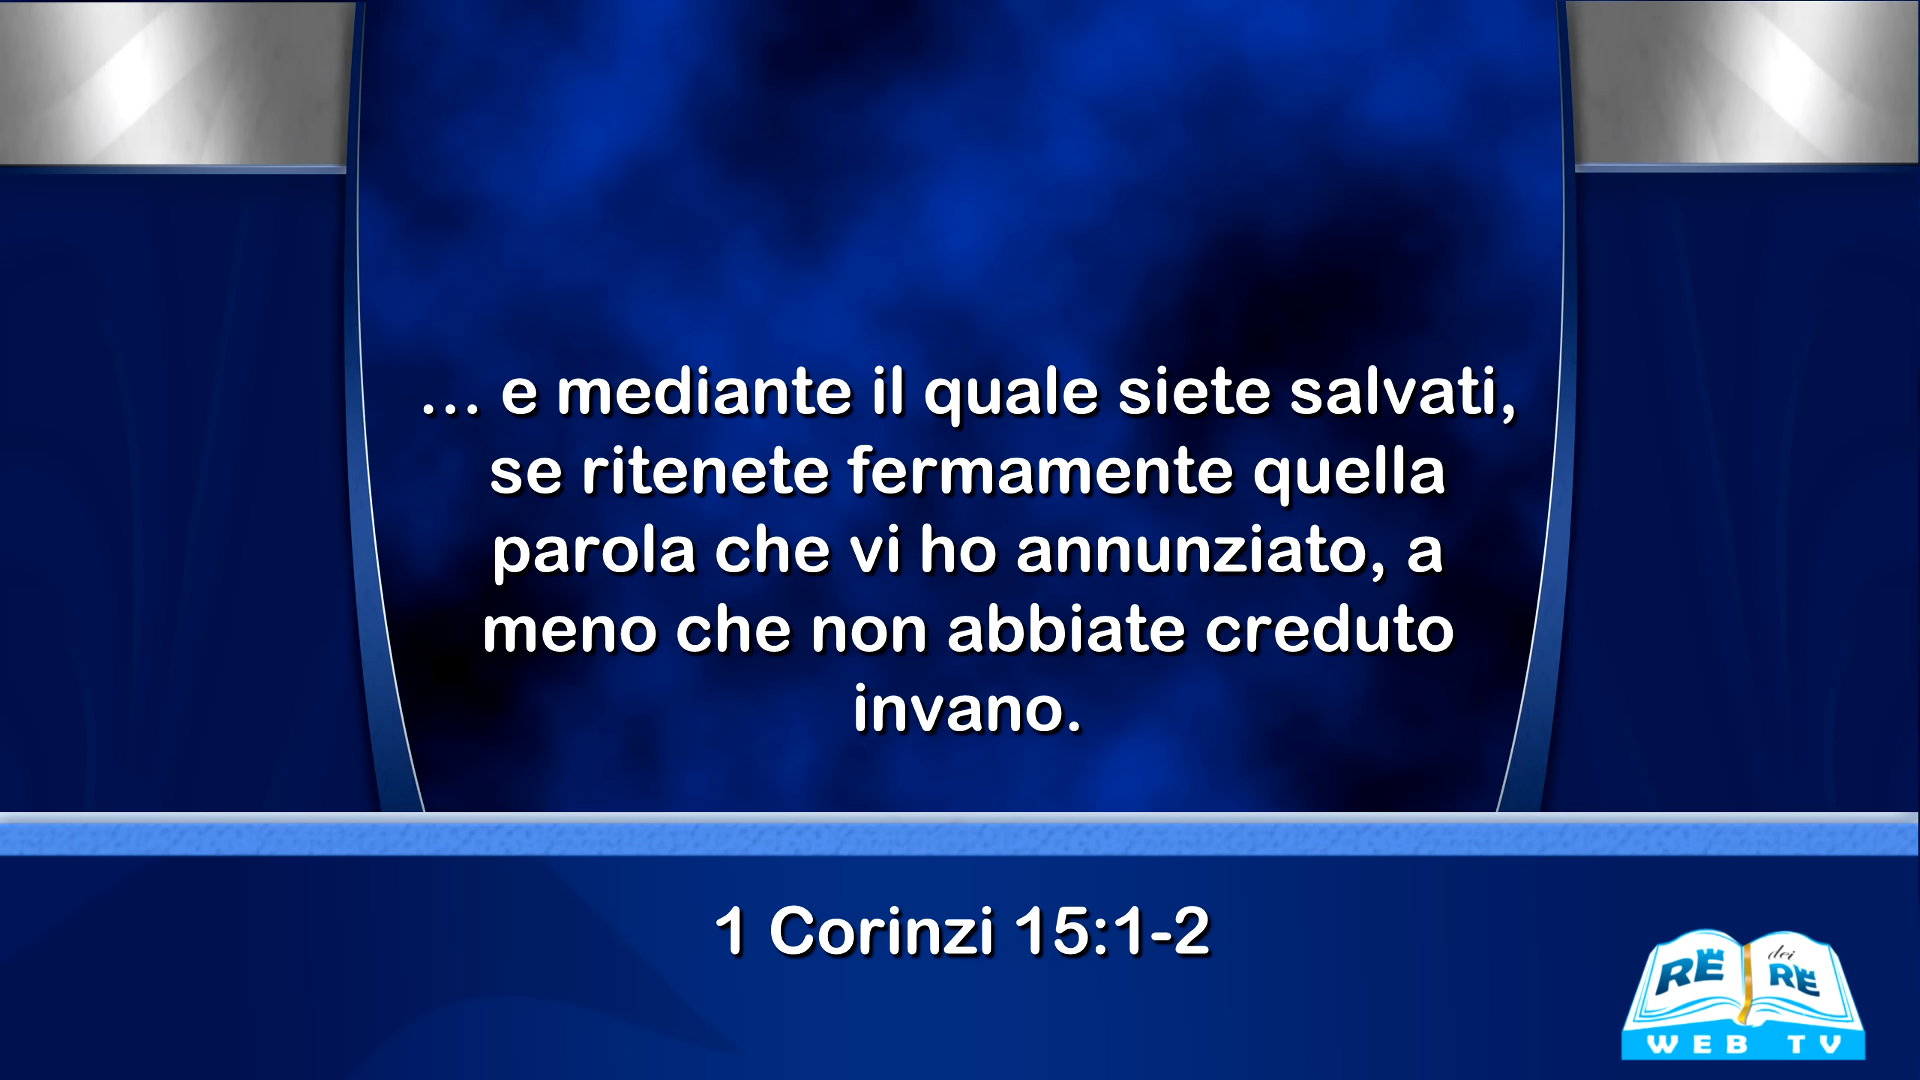 ... e mediante il quale siete salvati,
se ritenete fermamente quella
parola che vi ho annunziato, a
meno che non abbiate creduto
invano.
1 Corinzi 15:1-2
RE dei RE
WEB TV